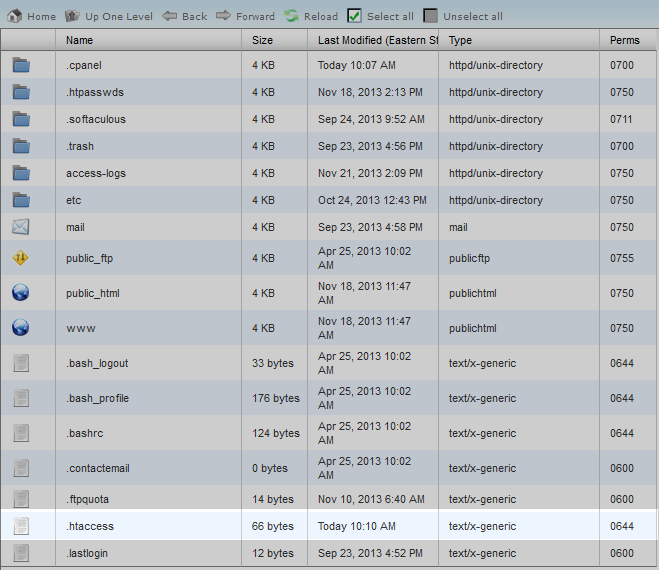 Home Up One Level Back Forward Reload Select all Unselect all
Name Size Last Modified (Eastern St Type Perms
.cpanel 4 KB Today 10:07 AM httpd/unix-directory 0700
.htpasswds 4 KB Nov 18, 2013 2:13 PM httpd/unix-directory 0750
.softaculous 4 KB Sep 24, 2013 9:52 AM httpd/unix-directory 0711
.trash 4 KB Sep 23, 2013 4:56 PM httpd/unix-directory 0700
access-logs 4 KB Nov 21, 2013 2:09 PM httpd/unix-directory 0750
etc 4 KB Oct 24, 2013 12:43 PM httpd/unix-directory 0750
mail 4 KB Sep 23, 2013 4:58 PM mail 0750
public_ftp 4 KB Apr 25, 2013 10:02
AM publicftp 0755
public_html 4 KB Nov 18, 2013 11:47
AM publichtml 0750
www 4 KB Nov 18, 2013 11:47
AM publichtml 0750
.bash_logout 33 bytes Apr 25, 2013 10:02
AM text/x-generic 0644
.bash_profile 176 bytes Apr 25, 2013 10:02
AM text/x-generic 0644
.bashrc 124 bytes Apr 25, 2013 10:02
AM text/x-generic 0644
.contactemail 0 bytes Apr 25, 2013 10:02
AM text/x-generic 0600
.ftpquota 14 bytes Nov 10, 2013 6:40 AM text/x-generic 0600
.htaccess 66 bytes Today 10:10 AM text/x-generic 0644
.lastlogin 12 bytes Sep 23, 2013 4:52 PM text/x-generic 0600